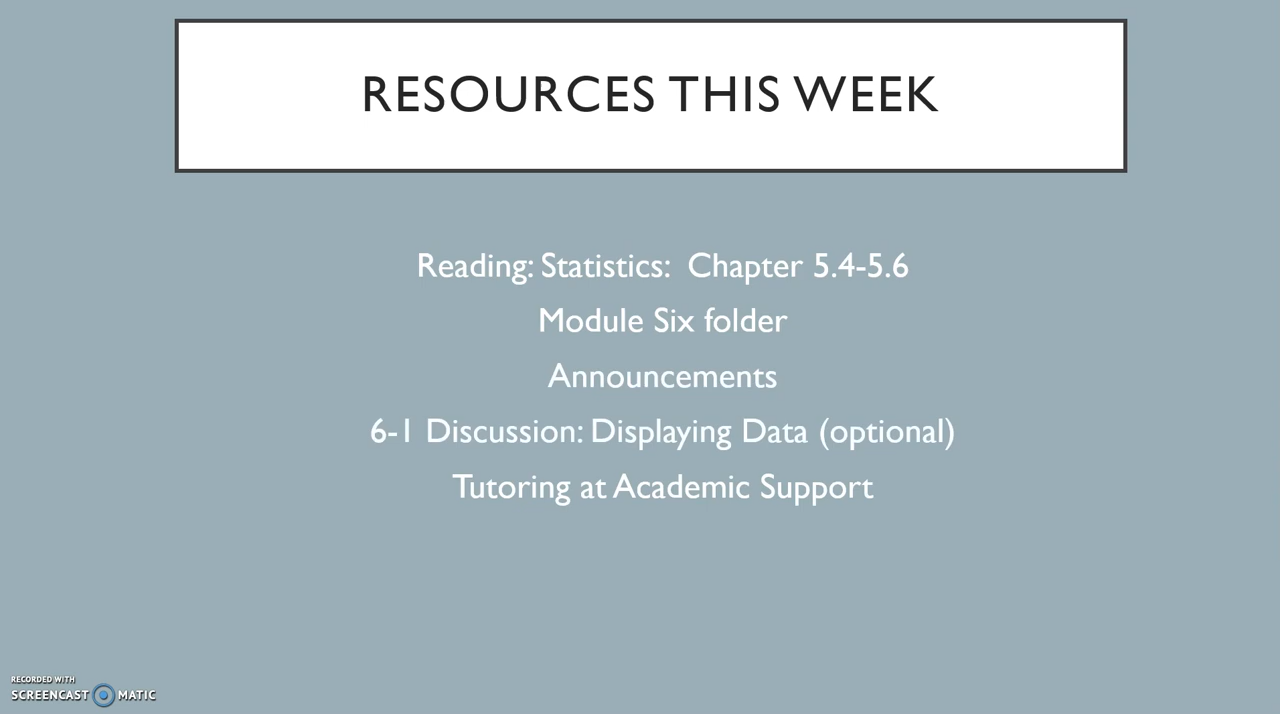 RESOURCES THIS WEEK
Reading: Statistics:  Chapter 5.4-5.6
Module Six folder
Announcements
6-1 Discussion: Displaying Data (optional)
Tutoring at Academic Support
RECORDED WITH
SCREENCAST MATIC